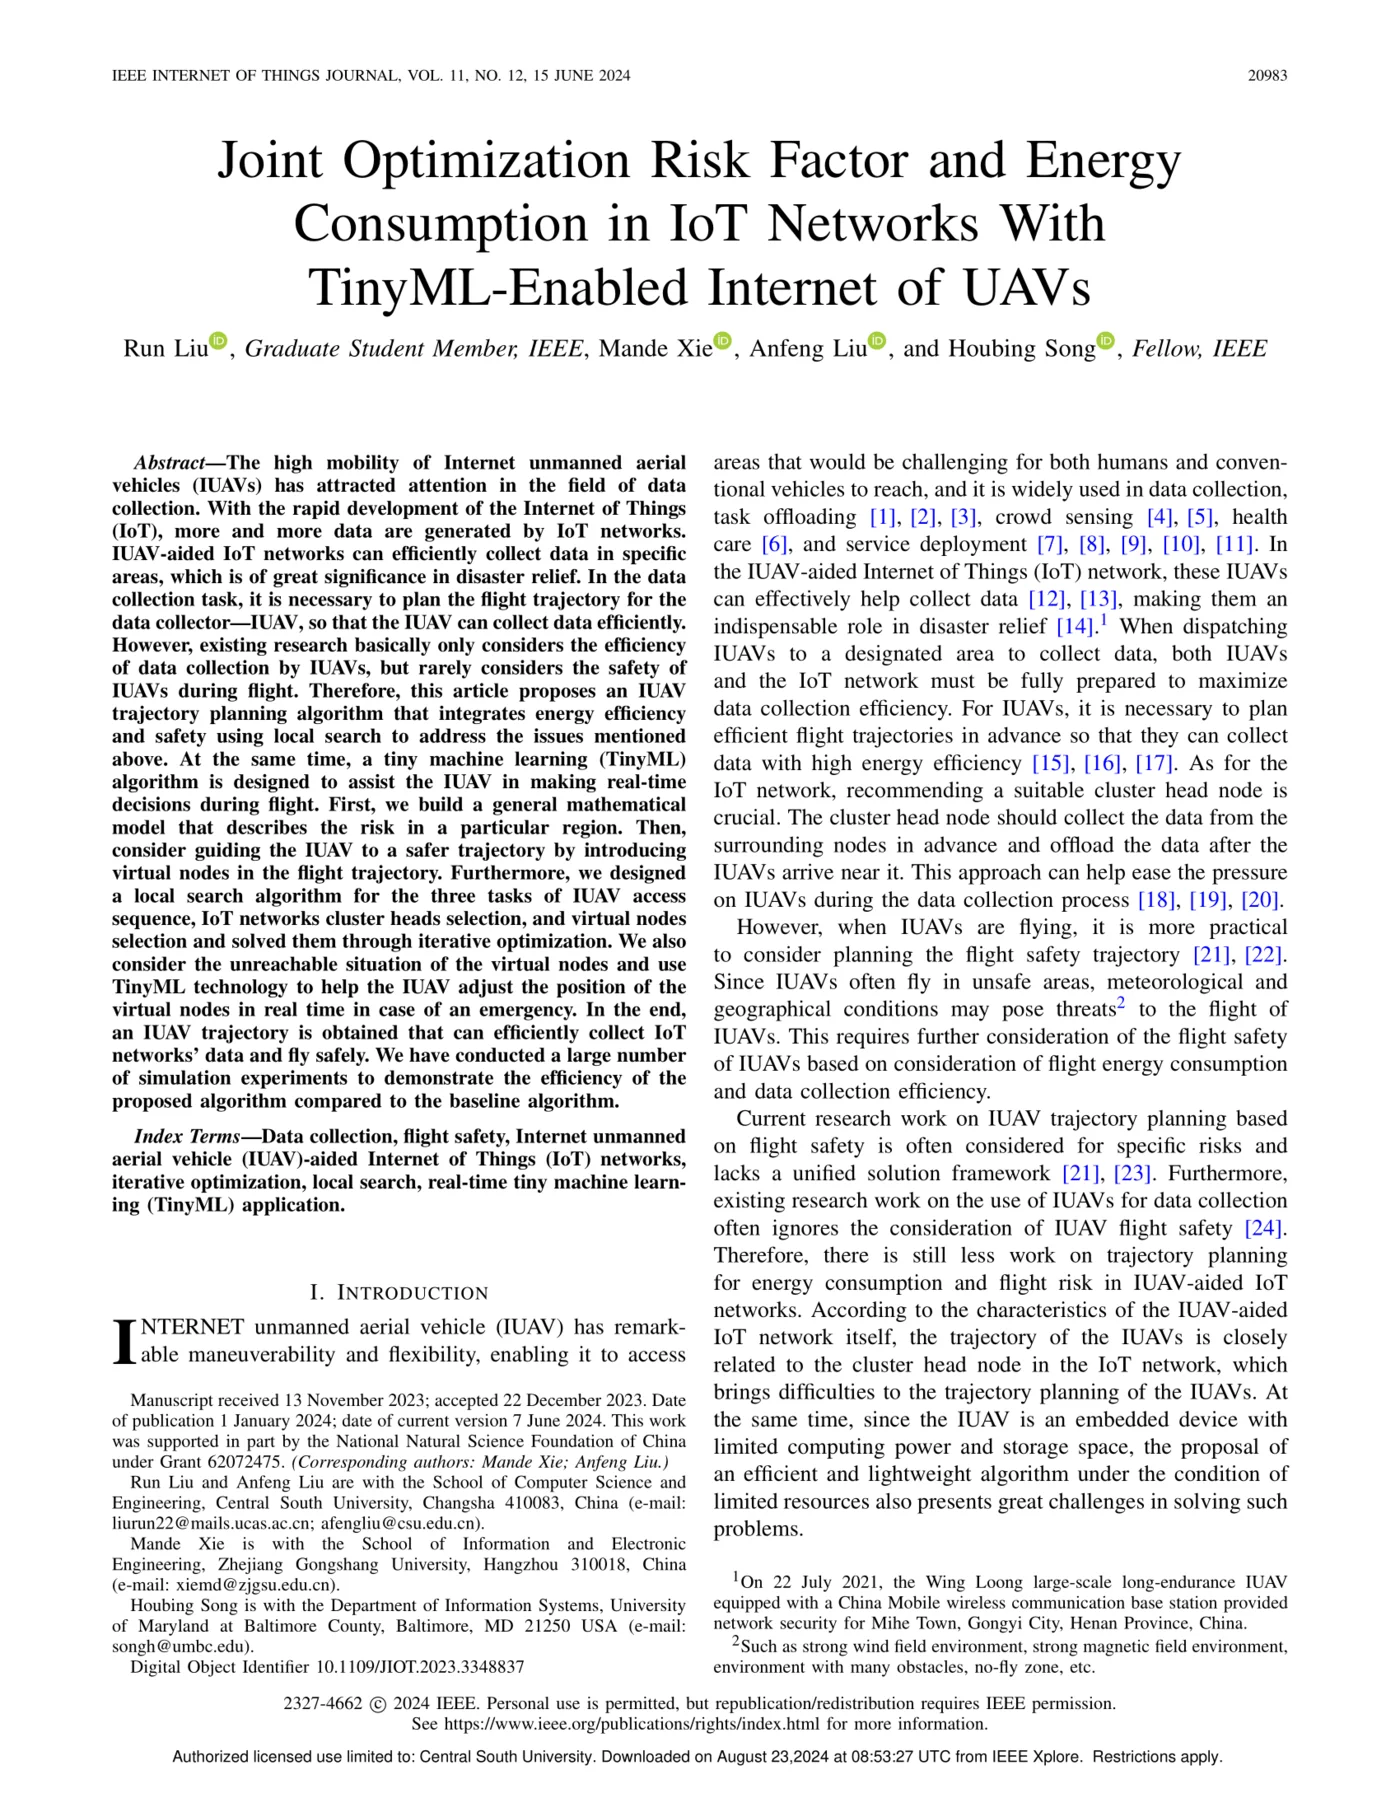 IEEE INTERNET OF THINGS JOURNAL, VOL. 11, NO. 12, 15 JUNE 2024 20983
Joint Optimization Risk Factor and Energy
Consumption in IoT Networks With
TinyML-Enabled Internet of UAVs
Run Liu, Graduate Student Member, IEEE, Mande Xie, Anfeng Liu, and Houbing Song, Fellow, IEEE
Abstract—The high mobility of Internet unmanned aerial
vehicles (IUAVs) has attracted attention in the field of data
collection. With the rapid development of the Internet of Things
(IoT), more and more data are generated by IoT networks.
IUAV-aided IoT networks can efficiently collect data in specific
areas, which is of great significance in disaster relief. In the data
collection task, it is necessary to plan the flight trajectory for the
data collector—IUAV, so that the IUAV can collect data efficiently.
However, existing research basically only considers the efficiency
of data collection by IUAVs, but rarely considers the safety of
IUAVs during flight. Therefore, this article proposes an IUAV
trajectory planning algorithm that integrates energy efficiency
and safety using local search to address the issues mentioned
above. At the same time, a tiny machine learning (TinyML)
algorithm is designed to assist the IUAV in making real-time
decisions during flight. First, we build a general mathematical
model that describes the risk in a particular region. Then,
consider guiding the IUAV to a safer trajectory by introducing
virtual nodes in the flight trajectory. Furthermore, we designed
a local search algorithm for the three tasks of IUAV access
sequence, IoT networks cluster heads selection, and virtual nodes
selection and solved them through iterative optimization. We also
consider the unreachable situation of the virtual nodes and use
TinyML technology to help the IUAV adjust the position of the
virtual nodes in real time in case of an emergency. In the end,
an IUAV trajectory is obtained that can efficiently collect IoT
networks' data and fly safely. We have conducted a large number
of simulation experiments to demonstrate the efficiency of the
proposed algorithm compared to the baseline algorithm.
Index Terms—Data collection, flight safety, Internet unmanned
aerial vehicle (IUAV)-aided Internet of Things (IoT) networks,
iterative optimization, local search, real-time tiny machine learn-
ing (TinyML) application.
I. INTRODUCTION
INTERNET unmanned aerial vehicle (IUAV) has remark-
able maneuverability and flexibility, enabling it to access
Manuscript received 13 November 2023; accepted 22 December 2023. Date
of publication 1 January 2024; date of current version 7 June 2024. This work
was supported in part by the National Natural Science Foundation of China
under Grant 62072475. (Corresponding authors: Mande Xie; Anfeng Liu.)
Run Liu and Anfeng Liu are with the School of Computer Science and
Engineering, Central South University, Changsha 410083, China (e-mail:
liurun22@mails.ucas.ac.cn; afengliu@csu.edu.cn).
Mande Xie is with the School of Information and Electronic
Engineering, Zhejiang Gongshang University, Hangzhou 310018, China
(e-mail: xiemd@zjgsu.edu.cn).
Houbing Song is with the Department of Information Systems, University
of Maryland at Baltimore County, Baltimore, MD 21250 USA (e-mail:
songh@umbc.edu).
Digital Object Identifier 10.1109/JIOT.2023.3348837
areas that would be challenging for both humans and conven-
tional vehicles to reach, and it is widely used in data collection,
task offloading [1], [2], [3], crowd sensing [4], [5], health
care [6], and service deployment [7], [8], [9], [10], [11]. In
the IUAV-aided Internet of Things (IoT) network, these IUAVs
can effectively help collect data [12], [13], making them an
indispensable role in disaster relief [14].1 When dispatching
IUAVs to a designated area to collect data, both IUAVs
and the IoT network must be fully prepared to maximize
data collection efficiency. For IUAVs, it is necessary to plan
efficient flight trajectories in advance so that they can collect
data with high energy efficiency [15], [16], [17]. As for the
IoT network, recommending a suitable cluster head node is
crucial. The cluster head node should collect the data from the
surrounding nodes in advance and offload the data after the
IUAVs arrive near it. This approach can help ease the pressure
on IUAVs during the data collection process [18], [19], [20].
However, when IUAVs are flying, it is more practical
to consider planning the flight safety trajectory [21], [22].
Since IUAVs often fly in unsafe areas, meteorological and
geographical conditions may pose threats2 to the flight of
IUAVs. This requires further consideration of the flight safety
of IUAVs based on consideration of flight energy consumption
and data collection efficiency.
Current research work on IUAV trajectory planning based
on flight safety is often considered for specific risks and
lacks a unified solution framework [21], [23]. Furthermore,
existing research work on the use of IUAVs for data collection
often ignores the consideration of IUAV flight safety [24].
Therefore, there is still less work on trajectory planning
for energy consumption and flight risk in IUAV-aided IoT
networks. According to the characteristics of the IUAV-aided
IoT network itself, the trajectory of the IUAVs is closely
related to the cluster head node in the IoT network, which
brings difficulties to the trajectory planning of the IUAVs. At
the same time, since the IUAV is an embedded device with
limited computing power and storage space, the proposal of
an efficient and lightweight algorithm under the condition of
limited resources also presents great challenges in solving such
problems.
1On 22 July 2021, the Wing Loong large-scale long-endurance IUAV
equipped with a China Mobile wireless communication base station provided
network security for Mihe Town, Gongyi City, Henan Province, China.
2Such as strong wind field environment, strong magnetic field environment,
environment with many obstacles, no-fly zone, etc.
2327-4662 © 2024 IEEE. Personal use is permitted, but republication/redistribution requires IEEE permission.
See https://www.ieee.org/publications/rights/index.html for more information.
Authorized licensed use limited to: Central South University. Downloaded on August 23,2024 at 08:53:27 UTC from IEEE Xplore. Restrictions apply.